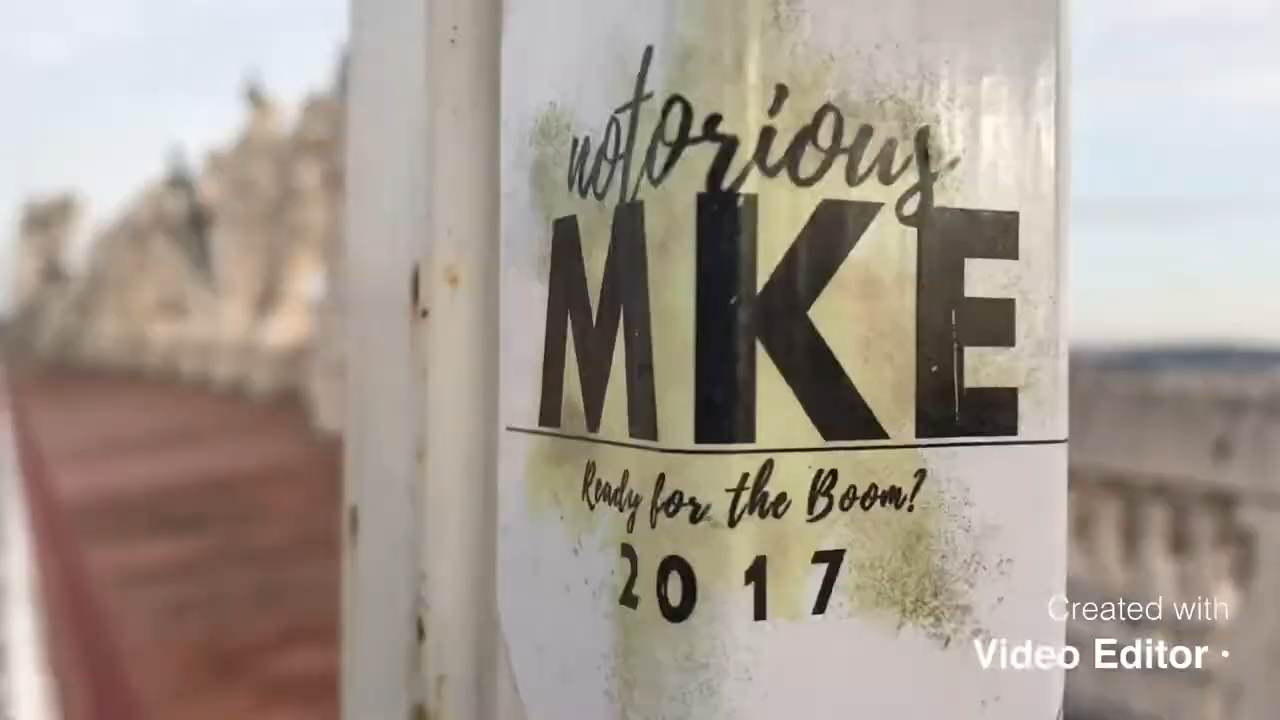 notorious
MKE
Ready for the Boom?
2017
Created with
Video Editor